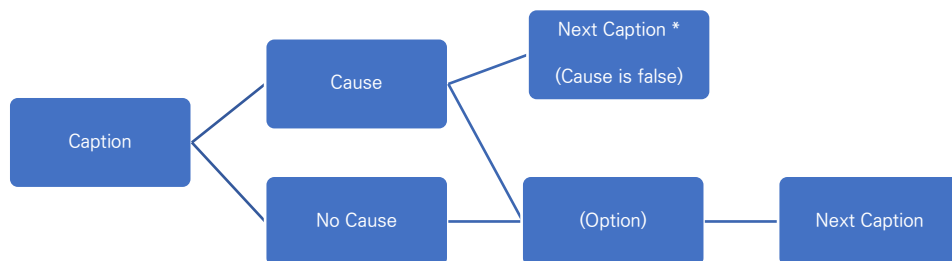 Caption
Cause
Next Caption *
(Cause is false)
No Cause
(Option)
Next Caption